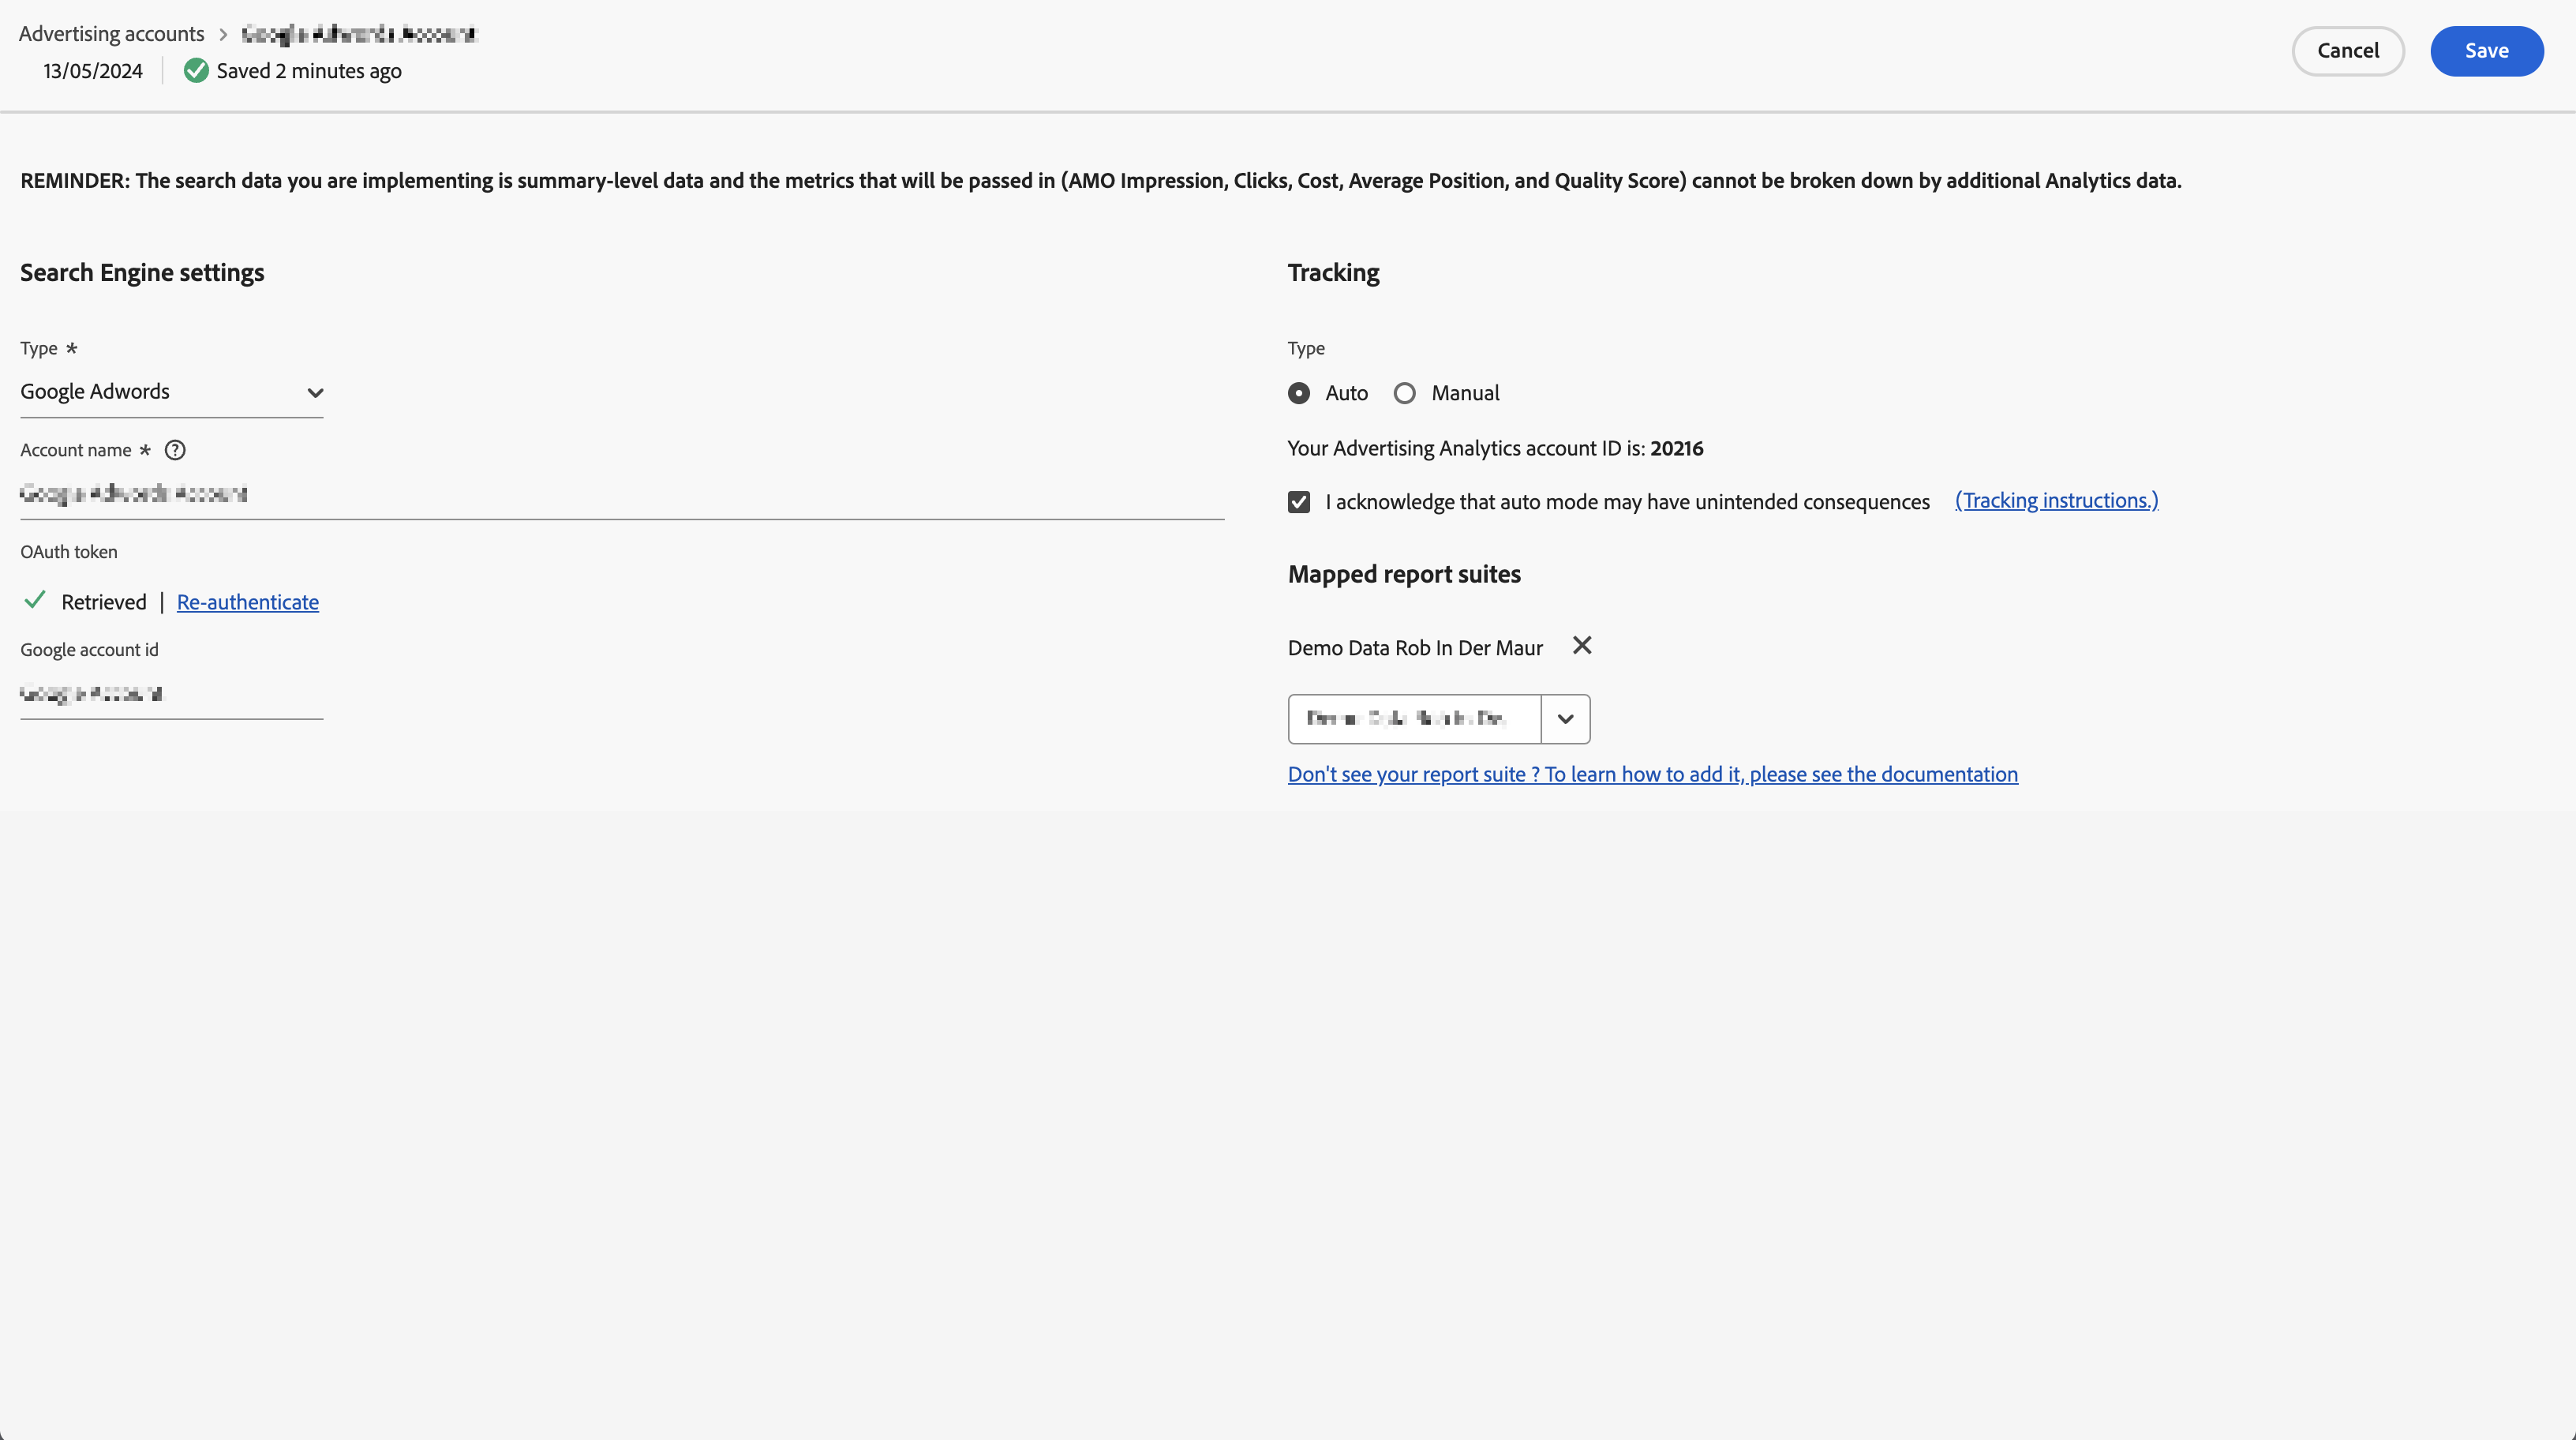 Advertising accounts
13/05/2024 Saved 2 minutes ago
Cancel
Save
REMINDER: The search data you are implementing is summary-level data and the metrics that will be passed in (AMO Impression, Clicks, Cost, Average Position, and Quality Score) cannot be broken down by additional Analytics data.
Search Engine settings
Type *
Google Adwords
Account name *
OAuth token
Retrieved | Re-authenticate
Google account id
Tracking
Type
Auto Manual
Your Advertising Analytics account ID is: 20216
I acknowledge that auto mode may have unintended consequences (Tracking instructions.)
Mapped report suites
Demo Data Rob In Der Maur
Don't see your report suite ? To learn how to add it, please see the documentation